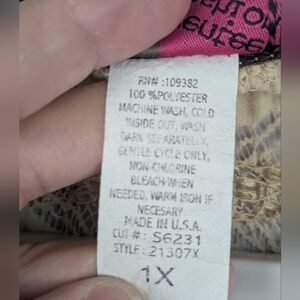 RN# :109382
100 %POLYESTER
MACHINE WASH, COLD
INSIDE OUT, WASH
DARK SEPARATELY,
GENTLE CYCLE ONLY,
NON-CHLORINE
BLEACH WHEN
NEEDED, WARM IRON IF
NECESARY
MADE IN U.S.A.
CUT # : S6231
STYLE : 21307X
1X